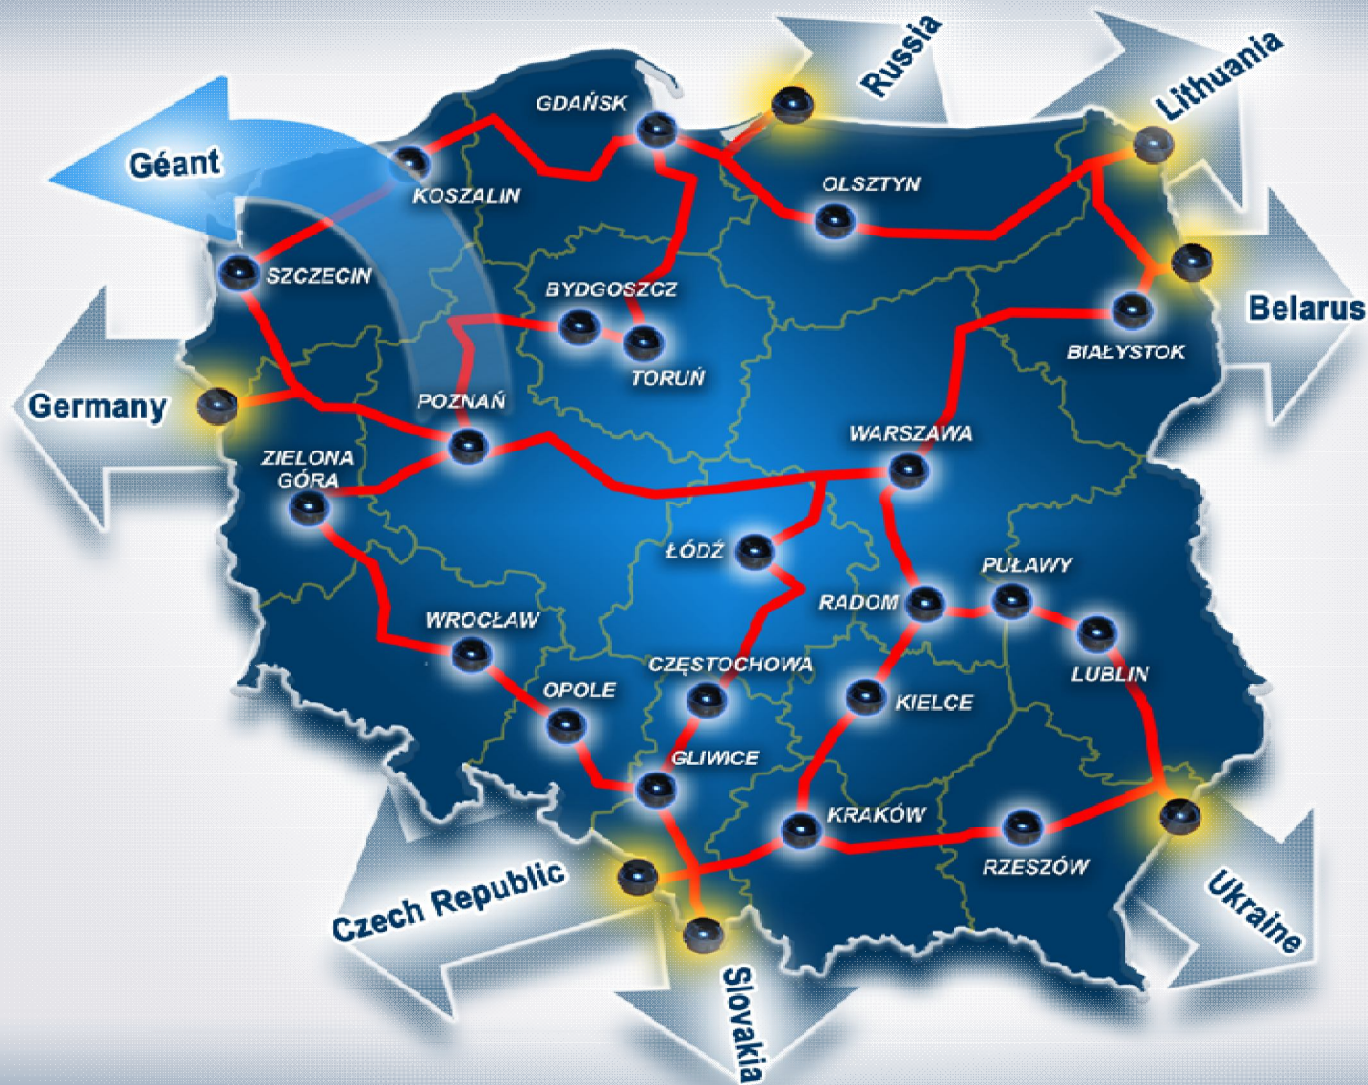 Russia
Lithuania
Géant
GDAŃSK
KOSZALIN
OLSZTYN
SZCZECIN
BYDGOSZCZ
Belarus
BIAŁYSTOK
TORUŃ
Germany
POZNAŃ
WARSZAWA
ZIELONA
GÓRA
ŁÓDŹ
PUŁAWY
RADOM
WROCŁAW
CZĘSTOCHOWA
LUBLIN
OPOLE
KIELCE
GLIWICE
KRAKÓW
RZESZÓW
Czech Republic
Ukraine
Slovakia